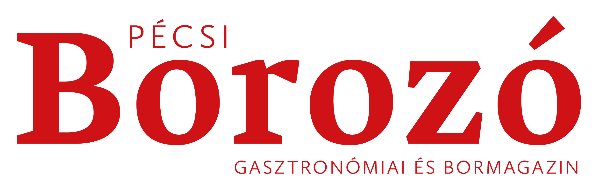 PÉCSI
Borozó
GASZTRONÓMIAI ÉS BORMAGAZIN